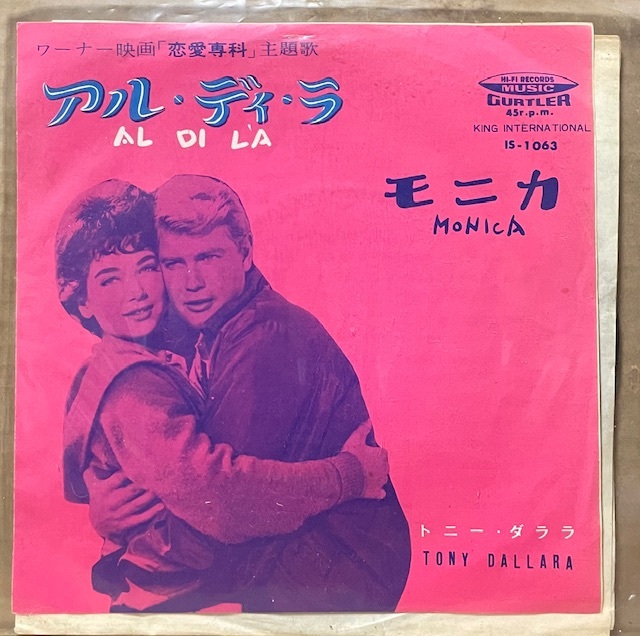 ワーナー映画「恋愛専科」主題歌
アル・ディ・ラ
AL DI L'A
HI-FI RECORDS
MUSIC
GURTLER
45 r.p.m.
KING INTERNATIONAL
IS-1063
モニカ
MONICA
トニー・ダララ
TONY DALLARA